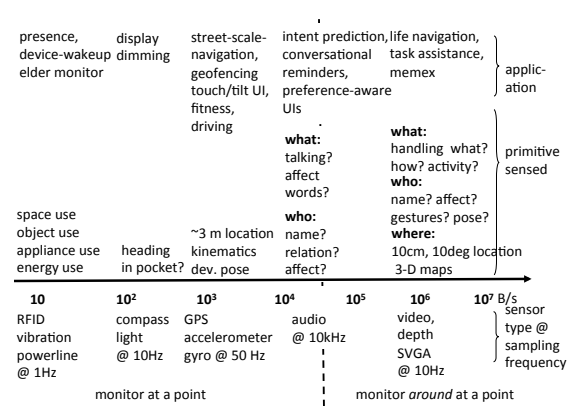 presence,
device-wakeup
elder monitor
display
dimming
street-scale-
navigation,
geofencing
touch/tilt UI,
fitness,
driving
intent prediction,
conversational
reminders,
preference-aware
UIs
life navigation,
task assistance,
memex
applic-
ation
what:
talking?
affect
words?
who:
name?
relation?
affect?
what:
handling what?
how? activity?
who:
name? affect?
gestures? pose?
where:
10cm, 10deg location
3-D maps
primitive
sensed
space use
object use
appliance use
energy use
heading
in pocket?
~3 m location
kinematics
dev. pose
10 10² 10³ 10⁴ 10⁵ 10⁶ 10⁷ B/s
RFID
vibration
powerline
@ 1Hz
compass
light
@ 10Hz
GPS
accelerometer
gyro @ 50 Hz
audio
@ 10kHz
video,
depth
SVGA
@ 10Hz
sensor
type @
sampling
frequency
monitor at a point
monitor around at a point